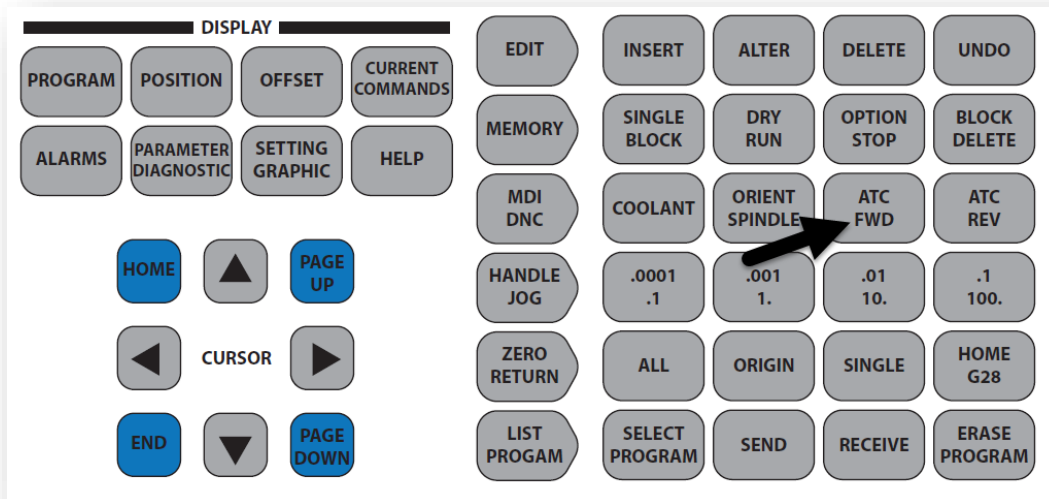 DISPLAY
PROGRAM
POSITION
OFFSET
CURRENT
COMMANDS
ALARMS
PARAMETER
DIAGNOSTIC
SETTING
GRAPHIC
HELP
HOME
PAGE
UP
CURSOR
END
PAGE
DOWN
EDIT
INSERT
ALTER
DELETE
UNDO
MEMORY
SINGLE
BLOCK
DRY
RUN
OPTION
STOP
BLOCK
DELETE
MDI
DNC
COOLANT
ORIENT
SPINDLE
ATC
FWD
ATC
REV
HANDLE
JOG
.0001
.1
.001
1.
.01
10.
.1
100.
ZERO
RETURN
ALL
ORIGIN
SINGLE
HOME
G28
LIST
PROGAM
SELECT
PROGRAM
SEND
RECEIVE
ERASE
PROGRAM